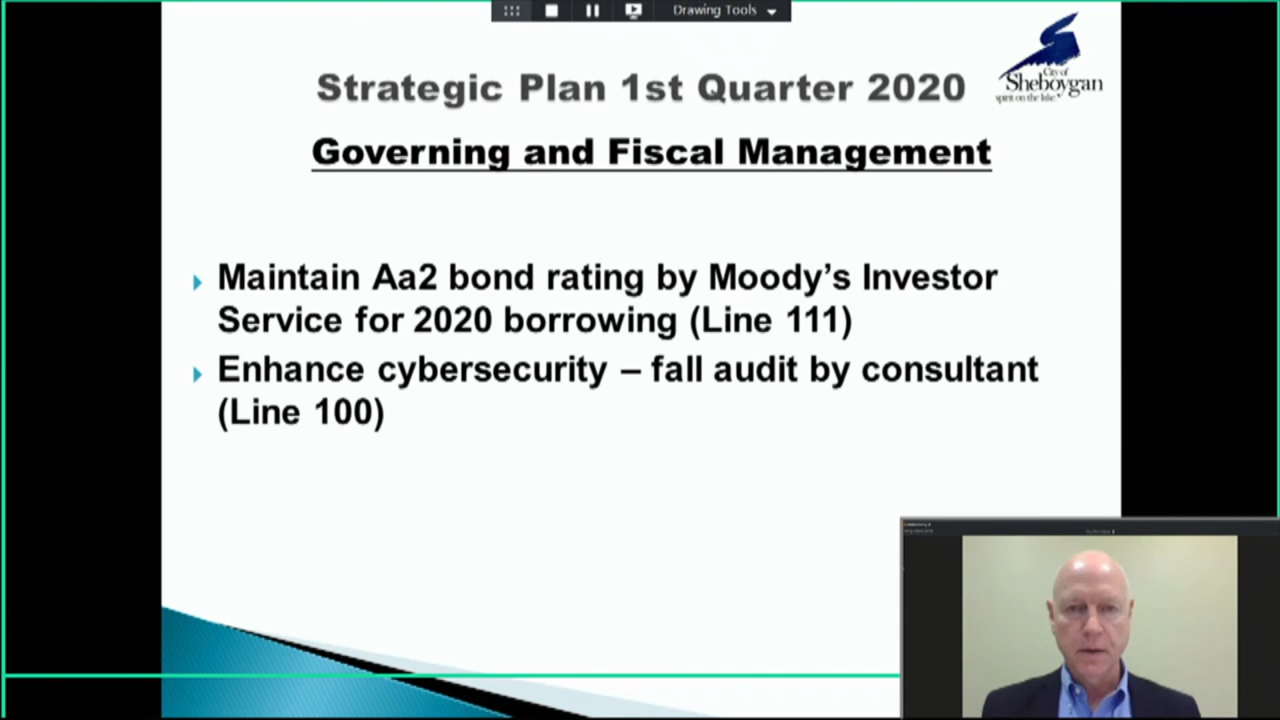 Drawing Tools
City of
Sheboygan
spirit on the lake.
Strategic Plan 1st Quarter 2020
Governing and Fiscal Management
Maintain Aa2 bond rating by Moody’s Investor
Service for 2020 borrowing (Line 111)
Enhance cybersecurity – fall audit by consultant
(Line 100)